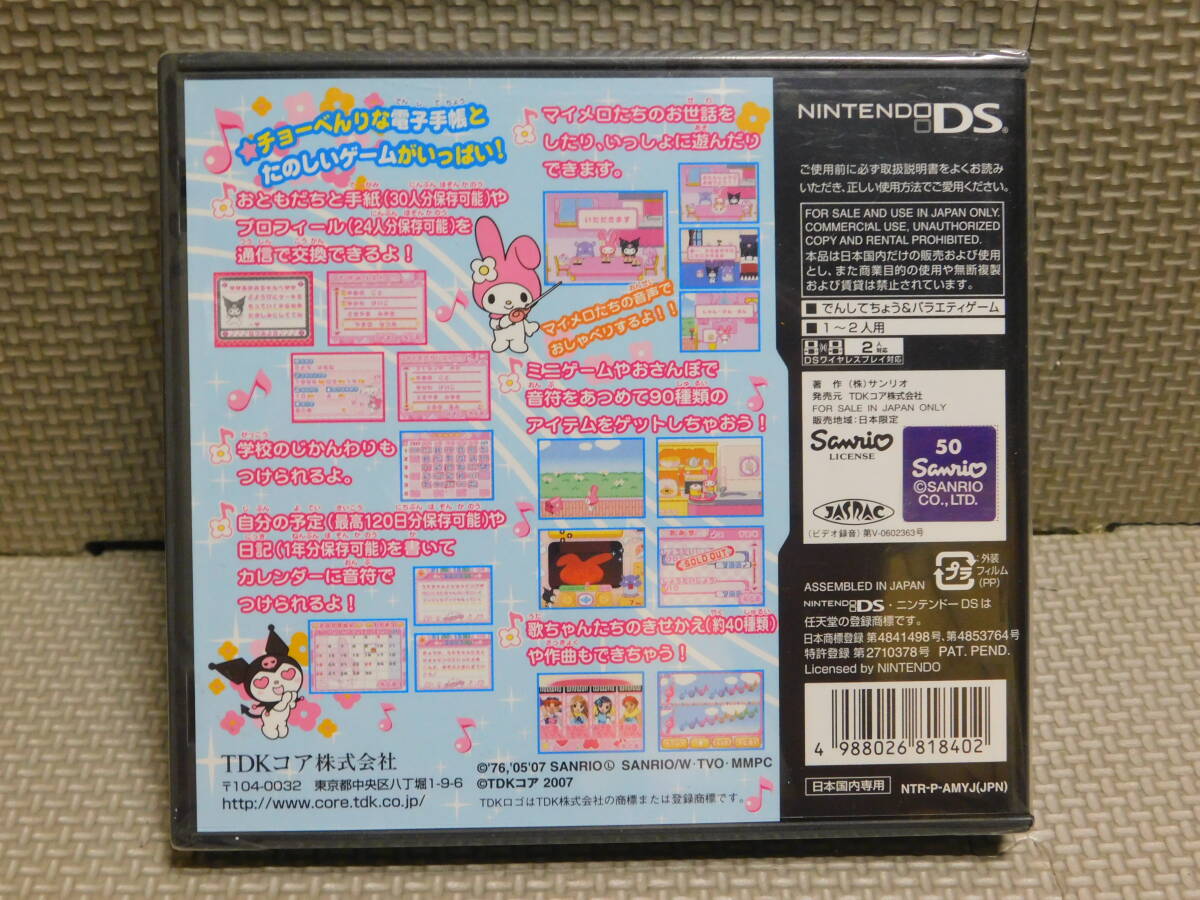 チョーべんりな電子手帳と
たのしいゲームがいっぱい!
おともだちと手紙(30人分保存可能)や
プロフィール(24人分保存可能)を
通信で交換できるよ!
学校のじかんわりも
つけられるよ。
自分の予定(最高120日分保存可能)や
日記(1年分保存可能)を書いて
カレンダーに音符で
つけられるよ!
マイメロたちのお世話を
したり、いっしょに遊んだり
できます。
いただきます
マイメロたちの音声で
おしゃべりするよ!!
ミニゲームやおさんぽで
音符をあつめて90種類の
アイテムをゲットしちゃおう!
SOLD OUT
歌ちゃんたちのきせかえ(約40種類)
や作曲もできちゃう!
TDKコア株式会社
〒104-0032 東京都中央区八丁堀1-9-6
http://www.core.tdk.co.jp/
©'76,'05'07 SANRIO Ⓛ SANRIO/W・TVO・MMPC
©TDKコア 2007
TDKロゴはTDK株式会社の商標または登録商標です。
NINTENDO DS®
ご使用前に必ず取扱説明書をよくお読み
いただき、正しい使用方法でご愛用ください。
FOR SALE AND USE IN JAPAN ONLY.
COMMERCIAL USE, UNAUTHORIZED
COPY AND RENTAL PROHIBITED.
本品は日本国内だけの販売および使用
とし、また商業目的の使用や無断複製
および賃貸は禁止されています。
■でんしてちょう&バラエティゲーム
■1〜2人用
2人対応
DSワイヤレスプレイ対応
著 作 (株)サンリオ
発売元 TDKコア株式会社
FOR SALE IN JAPAN ONLY
販売地域:日本限定
Sanrio
LICENSE
50
Sanrio
©SANRIO
CO., LTD.
JASRAC
(ビデオ録音)第V-0602363号
ASSEMBLED IN JAPAN
プラ
:外装
フィルム
(PP)
NINTENDO DS・ニンテンドーDSは
任天堂の登録商標です。
日本商標登録 第4841498号、第4853764号
特許登録 第2710378号 PAT. PEND.
Licensed by NINTENDO
4 988026 818402
日本国内専用
NTR-P-AMYJ(JPN)